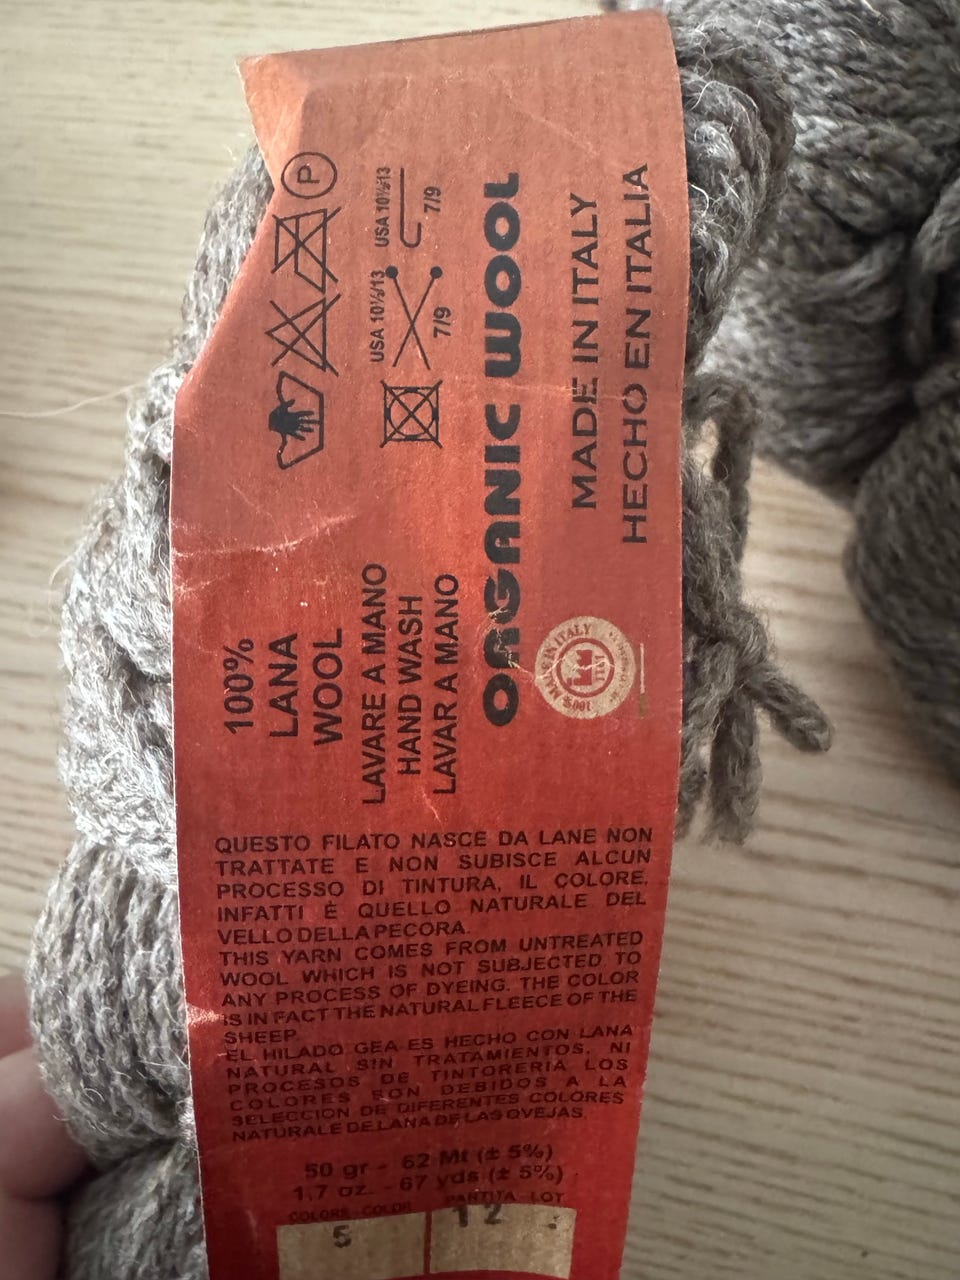 P
USA 10½/13
7/9
USA 10½/13
7/9
ORGANIC WOOL
MADE IN ITALY
HECHO EN ITALIA
100%
LANA
WOOL
LAVARE A MANO
HAND WASH
LAVAR A MANO
MADE IN ITALY
100%
QUESTO FILATO NASCE DA LANE NON
TRATTATE E NON SUBISCE ALCUN
PROCESSO DI TINTURA, IL COLORE,
INFATTI È QUELLO NATURALE DEL
VELLO DELLA PECORA.
THIS YARN COMES FROM UNTREATED
WOOL WHICH IS NOT SUBJECTED TO
ANY PROCESS OF DYEING. THE COLOR
IS IN FACT THE NATURAL FLEECE OF THE
SHEEP.
EL HILADO GEA ES HECHO CON LANA
NATURAL SIN TRATAMIENTOS, NI
PROCESOS DE TINTORERIA LOS
COLORES SON DEBIDOS A LA
SELECCION DE DIFERENTES COLORES
NATURALE DE LANA DE LAS OVEJAS.
50 gr - 62 Mt (± 5%)
1,7 oz. - 67 yds (± 5%)
COLORE - COLOR
PARTITA - LOT
5
12